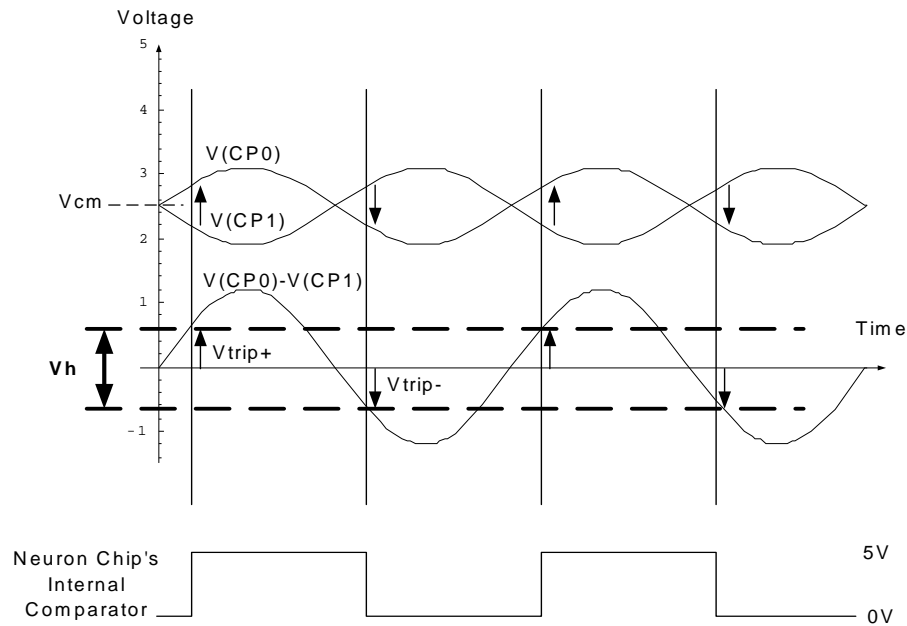 Voltage
5
4
V(CP0)
3
Vcm
V(CP1)
2
V(CP0)-V(CP1)
1
Time
Vtrip+
Vh
Vtrip-
-1
Neuron Chip's
Internal
Comparator
5V
0V